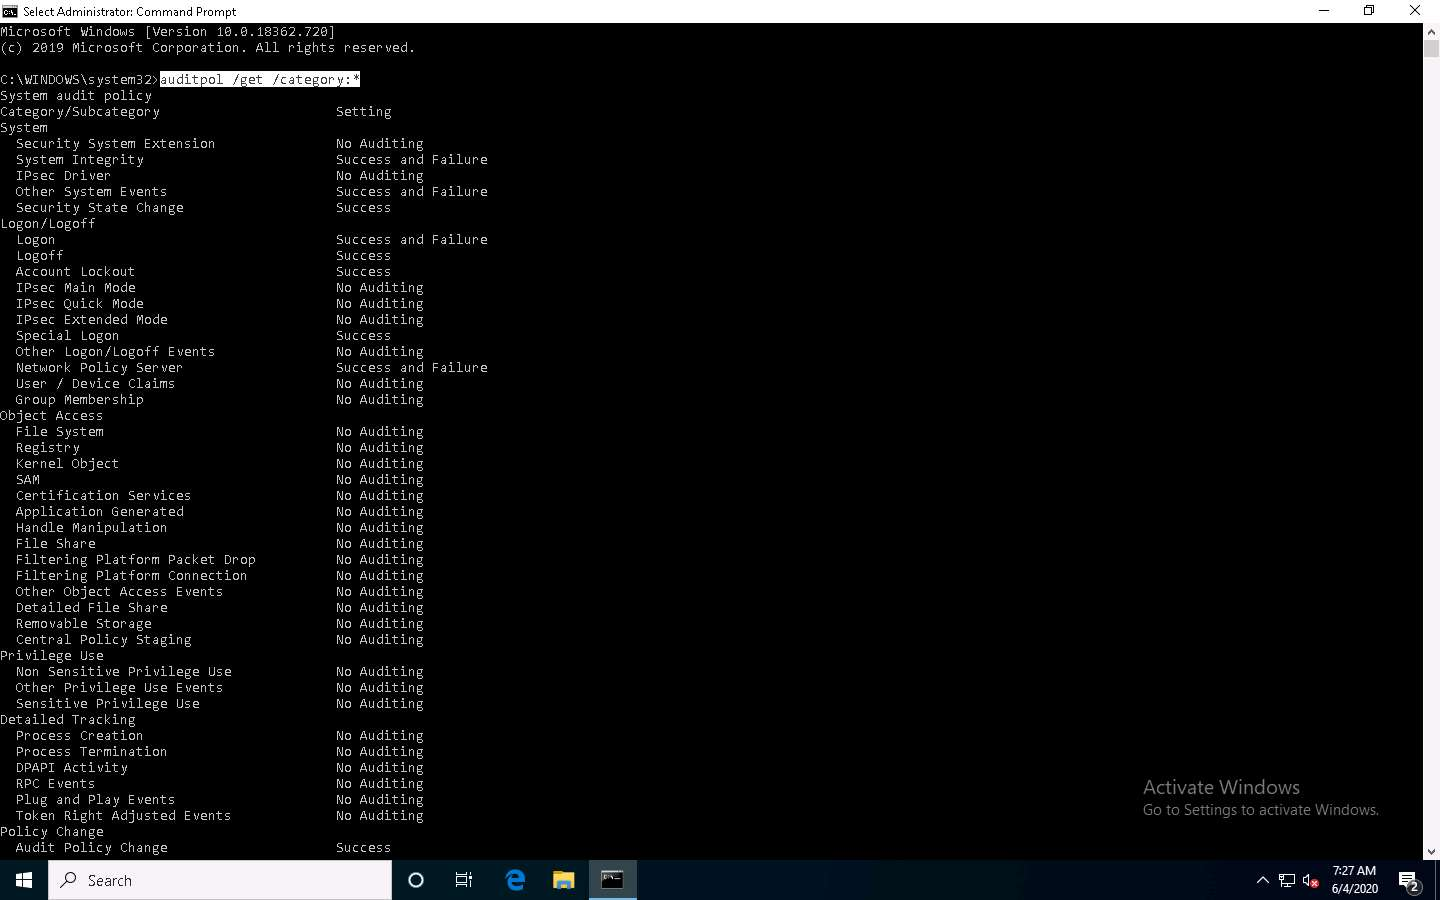 Select Administrator: Command Prompt
Microsoft Windows [Version 10.0.18362.720]
(c) 2019 Microsoft Corporation. All rights reserved.
C:\WINDOWS\system32>auditpol /get /category:*
System audit policy
Category/Subcategory Setting
System
Security System Extension No Auditing
System Integrity Success and Failure
IPsec Driver No Auditing
Other System Events Success and Failure
Security State Change Success
Logon/Logoff
Logon Success and Failure
Logoff Success
Account Lockout Success
IPsec Main Mode No Auditing
IPsec Quick Mode No Auditing
IPsec Extended Mode No Auditing
Special Logon Success
Other Logon/Logoff Events No Auditing
Network Policy Server Success and Failure
User / Device Claims No Auditing
Group Membership No Auditing
Object Access
File System No Auditing
Registry No Auditing
Kernel Object No Auditing
SAM No Auditing
Certification Services No Auditing
Application Generated No Auditing
Handle Manipulation No Auditing
File Share No Auditing
Filtering Platform Packet Drop No Auditing
Filtering Platform Connection No Auditing
Other Object Access Events No Auditing
Detailed File Share No Auditing
Removable Storage No Auditing
Central Policy Staging No Auditing
Privilege Use
Non Sensitive Privilege Use No Auditing
Other Privilege Use Events No Auditing
Sensitive Privilege Use No Auditing
Detailed Tracking
Process Creation No Auditing
Process Termination No Auditing
DPAPI Activity No Auditing
RPC Events No Auditing
Plug and Play Events No Auditing
Token Right Adjusted Events No Auditing
Policy Change
Audit Policy Change Success
Activate Windows
Go to Settings to activate Windows.
Search
7:27 AM
6/4/2020
2